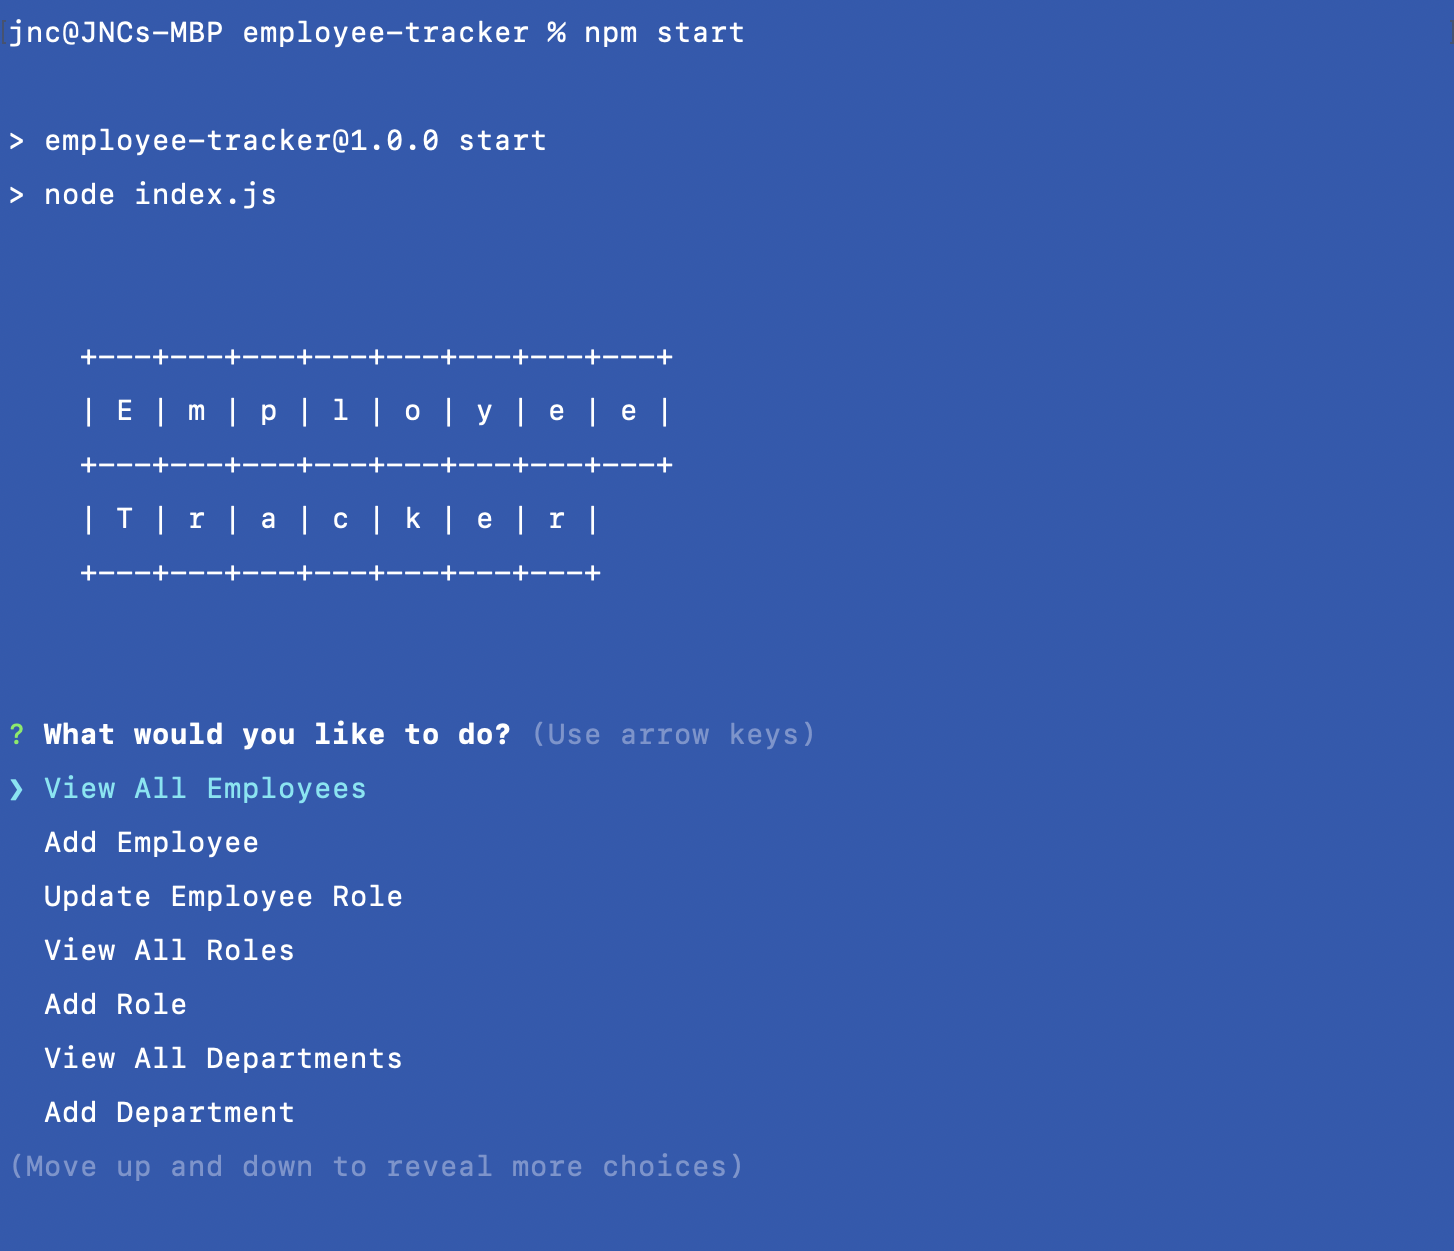 jnc@JNCs-MBP employee-tracker % npm start
> employee-tracker@1.0.0 start
> node index.js
+---+---+---+---+---+---+---+---+
| E | m | p | l | o | y | e | e |
+---+---+---+---+---+---+---+---+
| T | r | a | c | k | e | r |
+---+---+---+---+---+---+---+
? What would you like to do? (Use arrow keys)
❯ View All Employees
Add Employee
Update Employee Role
View All Roles
Add Role
View All Departments
Add Department
(Move up and down to reveal more choices)